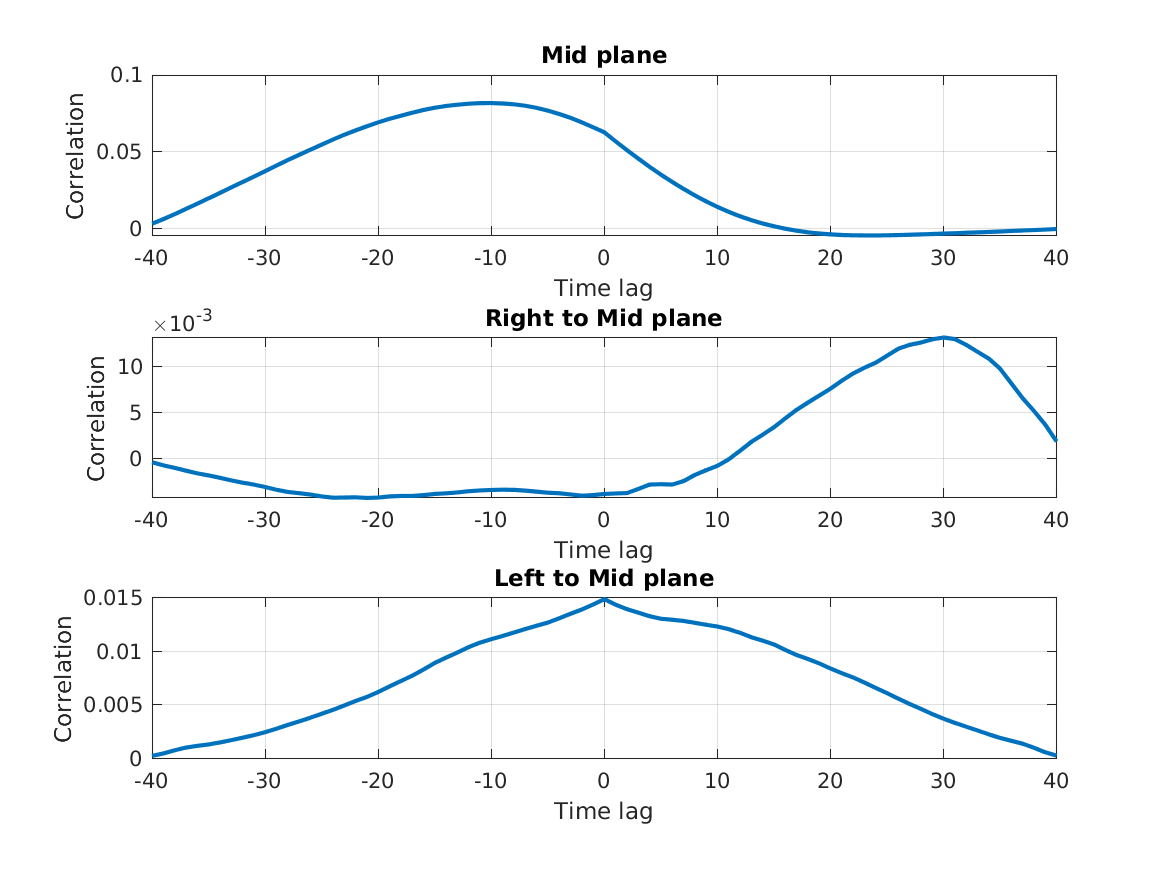 Mid plane
0.1
0.05
0
Correlation
-40 -30 -20 -10 0 10 20 30 40
Time lag
×10-3
Right to Mid plane
10
5
0
Correlation
-40 -30 -20 -10 0 10 20 30 40
Time lag
Left to Mid plane
0.015
0.01
0.005
0
Correlation
-40 -30 -20 -10 0 10 20 30 40
Time lag